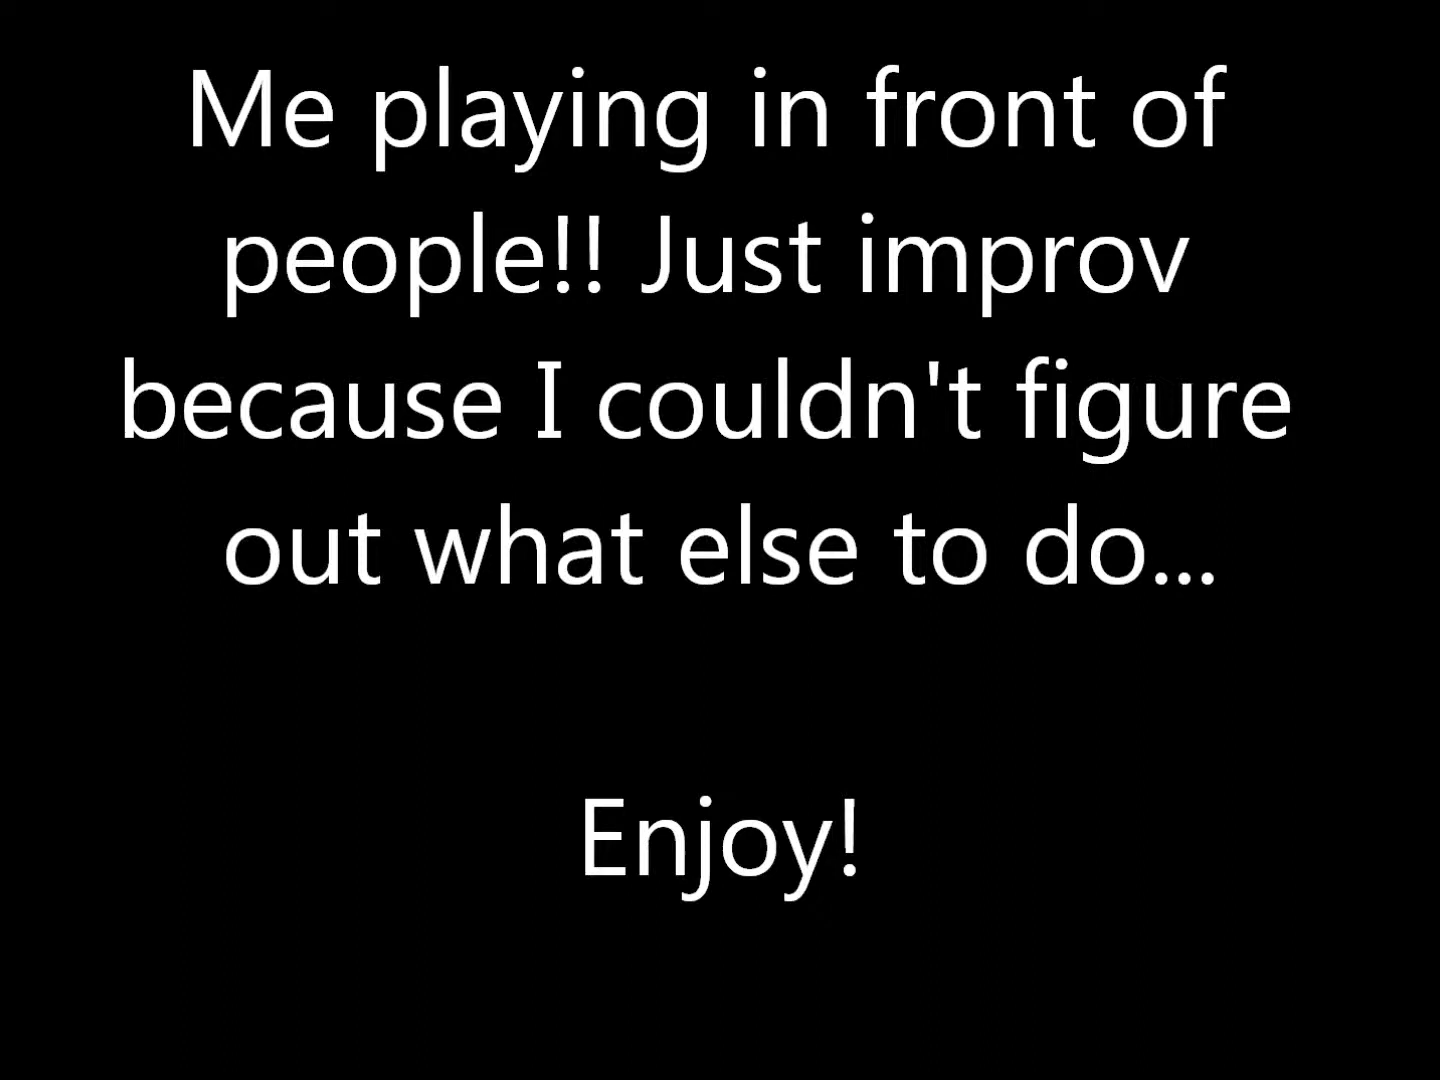 Me playing in front of
people!! Just improv
because I couldn't figure
out what else to do...
Enjoy!